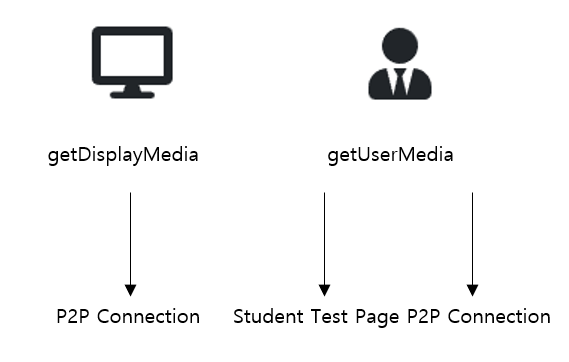 getDisplayMedia getUserMedia
P2P Connection Student Test Page P2P Connection